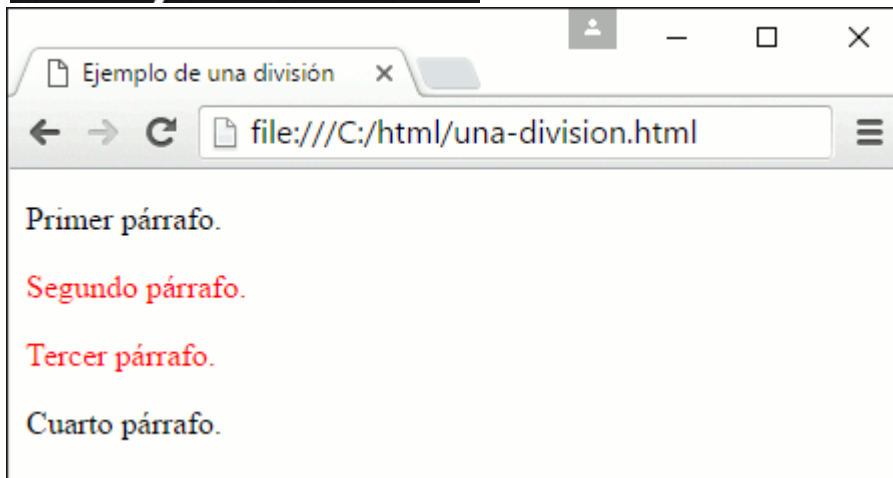 Ejemplo de una división
file:///C:/html/una-division.html
Primer párrafo.
Segundo párrafo.
Tercer párrafo.
Cuarto párrafo.